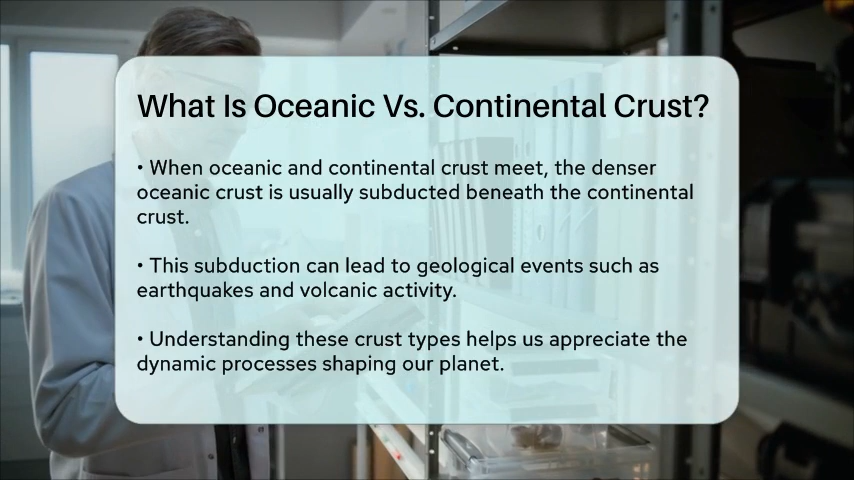 What Is Oceanic Vs. Continental Crust?
• When oceanic and continental crust meet, the denser
oceanic crust is usually subducted beneath the continental
crust.
• This subduction can lead to geological events such as
earthquakes and volcanic activity.
• Understanding these crust types helps us appreciate the
dynamic processes shaping our planet.